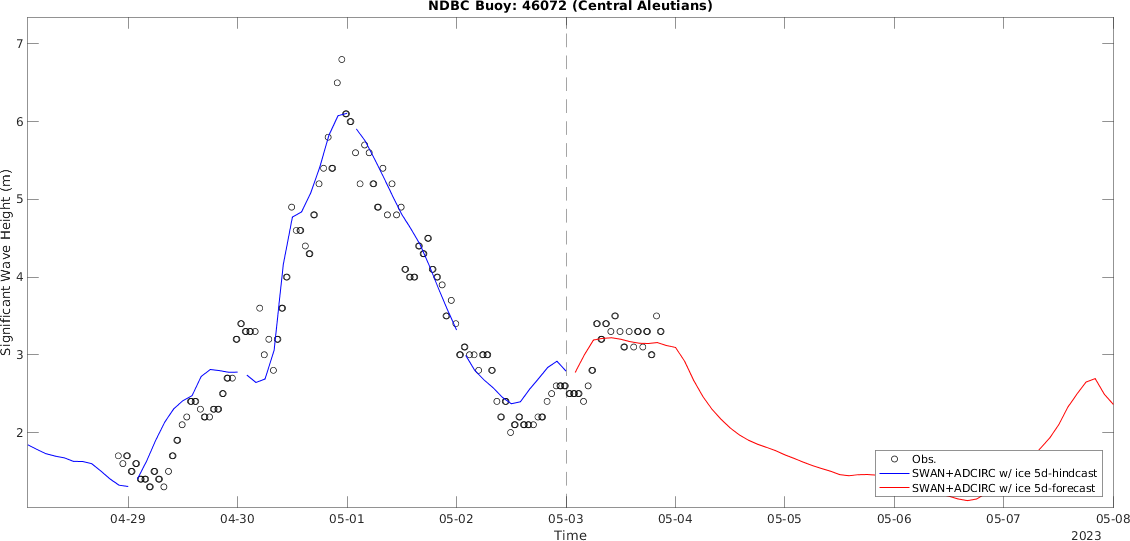 NDBC Buoy: 46072 (Central Aleutians)
7
6
5
4
3
2
Significant Wave Height (m)
Obs.
SWAN+ADCIRC w/ ice 5d-hindcast
SWAN+ADCIRC w/ ice 5d-forecast
04-29 04-30 05-01 05-02 05-03 05-04 05-05 05-06 05-07 05-08
Time
2023